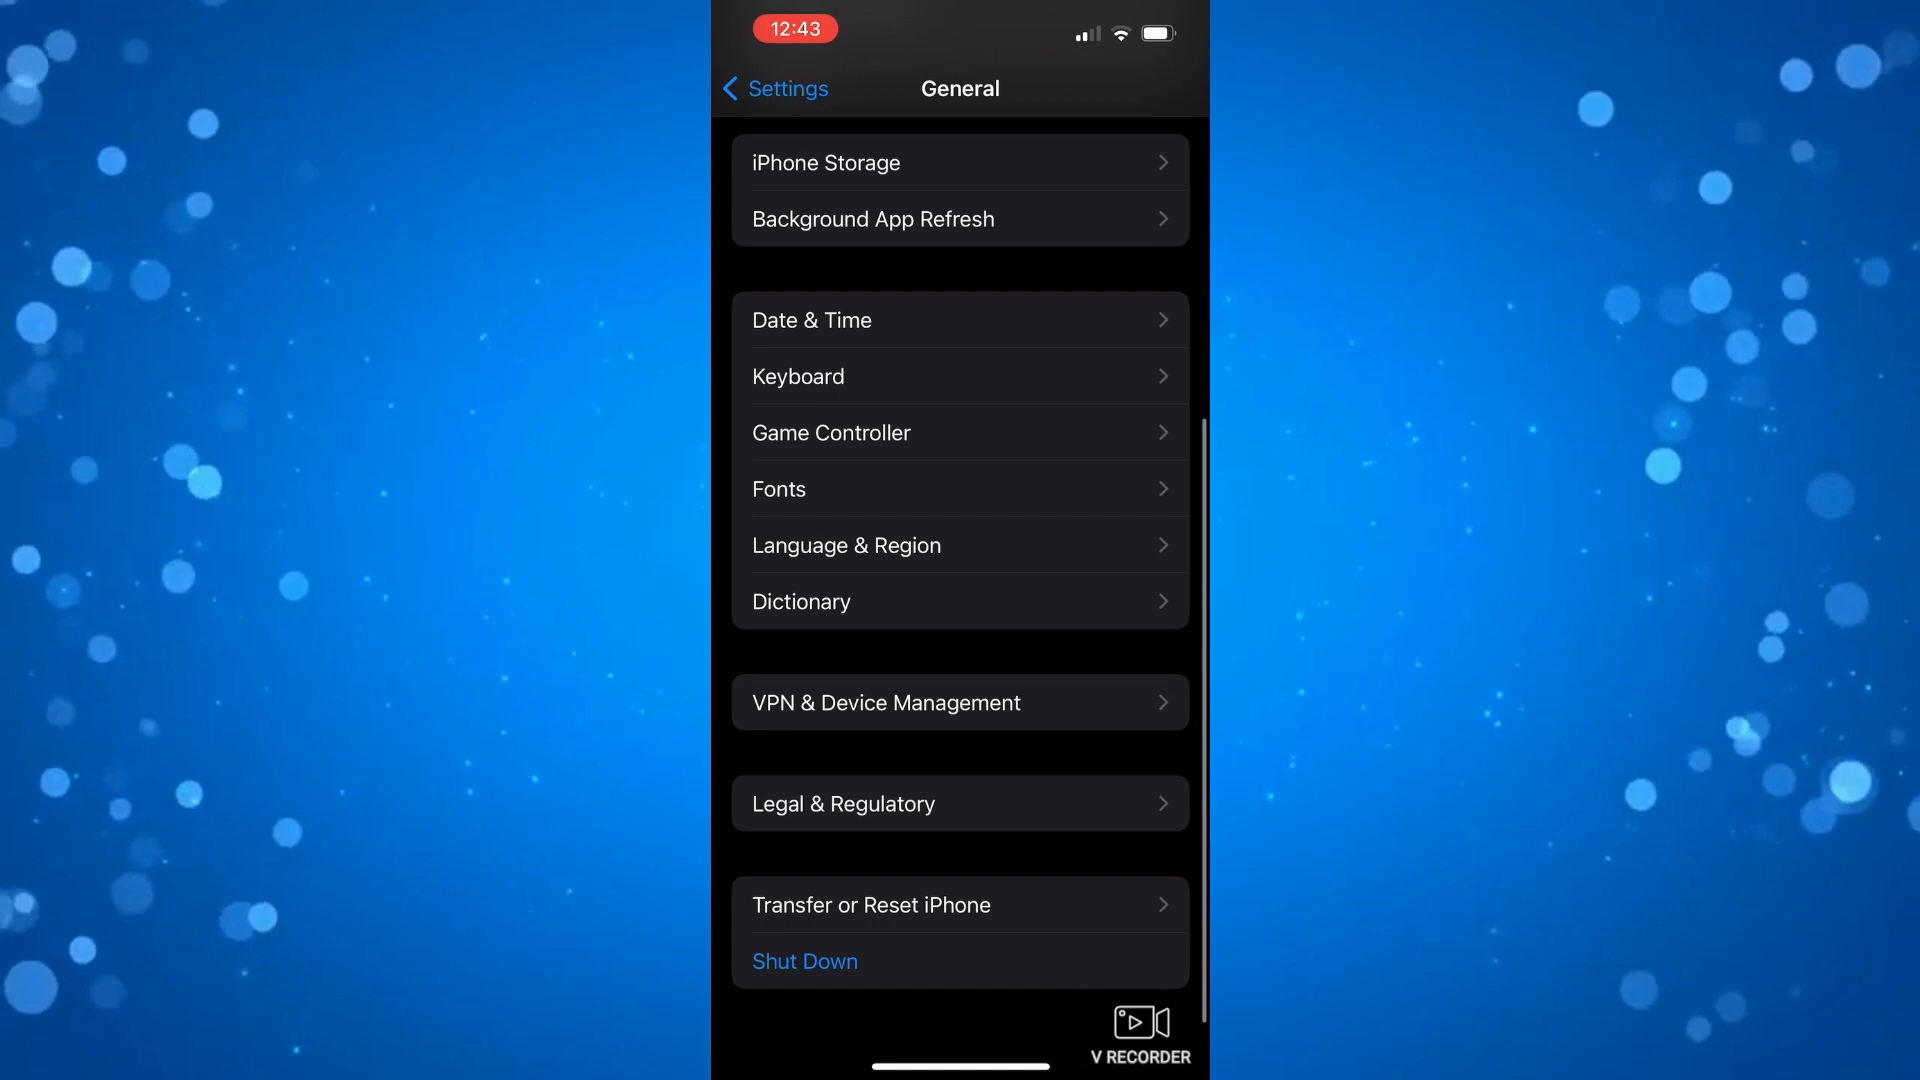 12:43
Settings
General
iPhone Storage
Background App Refresh
Date & Time
Keyboard
Game Controller
Fonts
Language & Region
Dictionary
VPN & Device Management
Legal & Regulatory
Transfer or Reset iPhone
Shut Down
V RECORDER